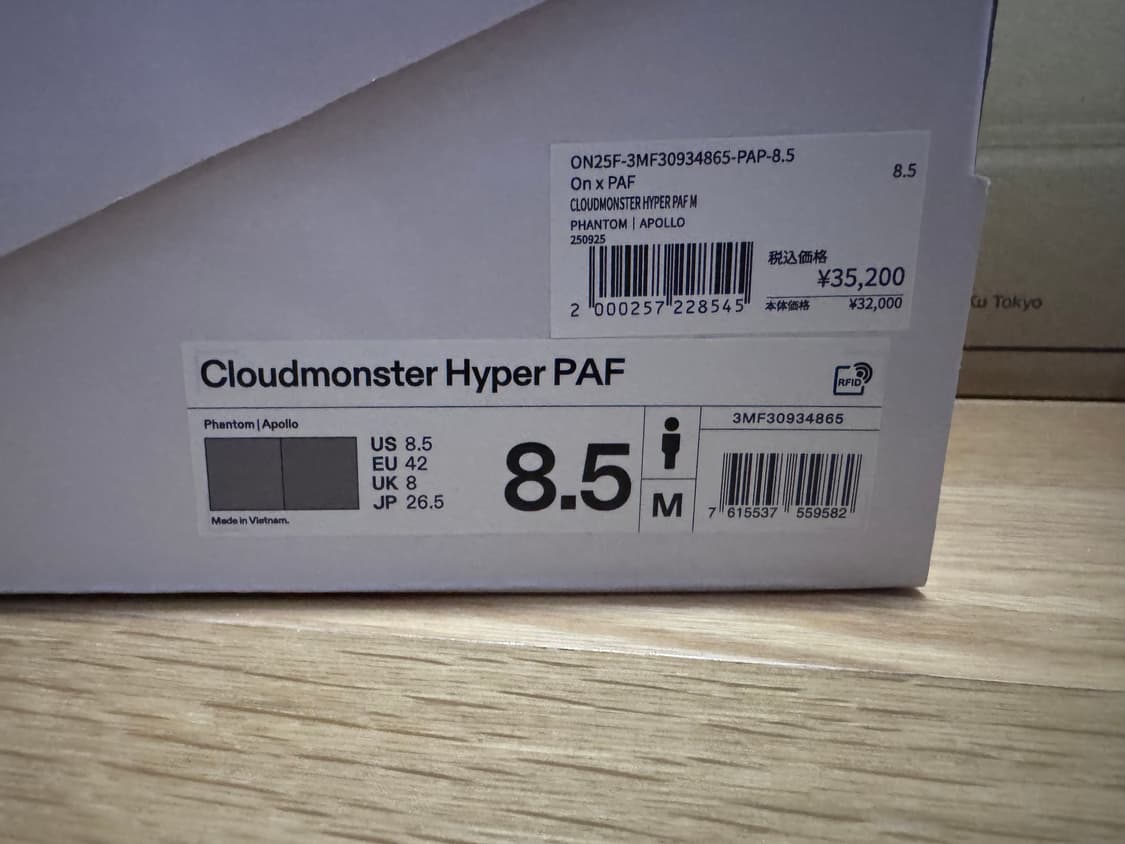 ON25F-3MF30934865-PAP-8.5
8.5
On x PAF
CLOUDMONSTER HYPER PAF M
PHANTOM | APOLLO
250925
税込価格
¥35,200
本体価格 ¥32,000
2 000257 228545
Tokyo
Cloudmonster Hyper PAF
RFID
Phantom | Apollo
3MF30934865
US 8.5
EU 42
UK 8
JP 26.5
8.5
M
7 615537 559582
Made in Vietnam.